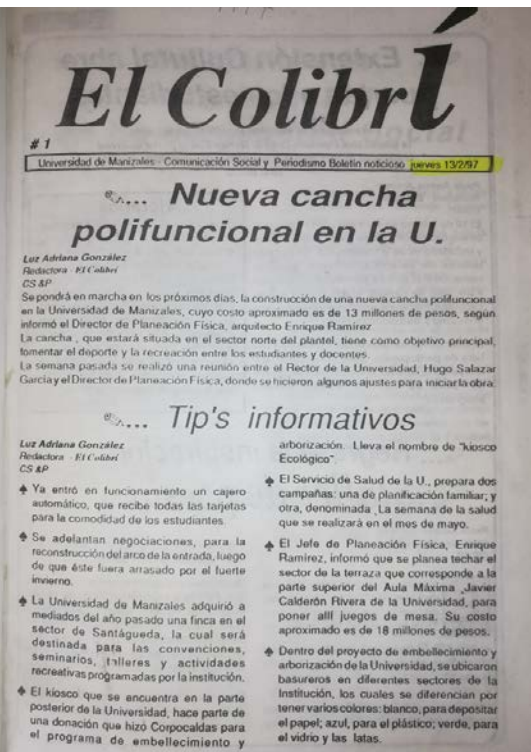 El Colibrí
# 1
Universidad de Manizales - Comunicación Social y Periodismo Boletín noticioso jueves 13/2/97
.... Nueva cancha
polifuncional en la U.
Luz Adriana González
Redactora - El Colibrí
CS &P
Se pondrá en marcha en los próximos días, la construcción de una nueva cancha polifuncional
en la Universidad de Manizales, cuyo costo aproximado es de 13 millones de pesos, según
informó el Director de Planeación Física, arquitecto Enrique Ramírez
La cancha , que estará situada en el sector norte del plantel, tiene como objetivo principal,
fomentar el deporte y la recreación entre los estudiantes y docentes.
La semana pasada se realizó una reunión entre el Rector de la Universidad, Hugo Salazar
García y el Director de Planeación Física, donde se hicieron algunos ajustes para iniciar la obra.
.... Tip's informativos
Luz Adriana González
Redactora - El Colibrí
CS &P
Ya entró en funcionamiento un cajero
automático, que recibe todas las tarjetas
para la comodidad de los estudiantes.
Se adelantan negociaciones, para la
reconstrucción del arco de la entrada, luego
de que éste fuera arrasado por el fuerte
invierno.
La Universidad de Manizales adquirió a
mediados del año pasado una finca en el
sector de Santágueda, la cual será
destinada para las convenciones,
seminarios, talleres y actividades
recreativas programadas por la institución.
El kiosco que se encuentra en la parte
posterior de la Universidad, hace parte de
una donación que hizo Corpocaldas para
el programa de embellecimiento y
arborización. Lleva el nombre de "kiosco
Ecológico".
El Servicio de Salud de la U., prepara dos
campañas: una de planificación familiar; y
otra, denominada ,La semana de la salud
que se realizará en el mes de mayo.
El Jefe de Planeación Física, Enrique
Ramírez, informó que se planea techar el
sector de la terraza que corresponde a la
parte superior del Aula Máxima ,Javier
Calderón Rivera de la Universidad, para
poner allí juegos de mesa. Su costo
aproximado es de 18 millones de pesos.
Dentro del proyecto de embellecimiento y
arborización de la Universidad, se ubicaron
basureros en diferentes sectores de la
Institución, los cuales se diferencian por
tener varios colores: blanco, para depositar
el papel; azul, para el plástico; verde, para
el vidrio y las latas.